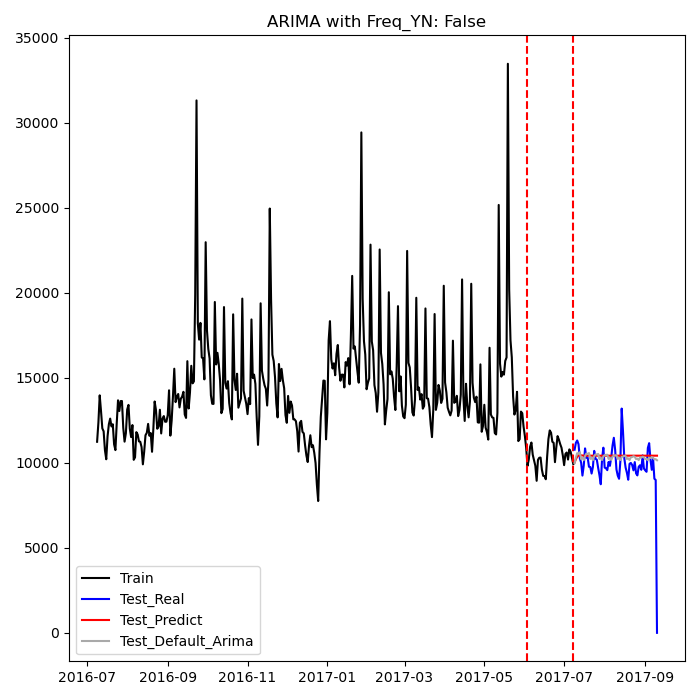 ARIMA with Freq_YN: False
35000
30000
25000
20000
15000
10000
5000
0
Train
Test_Real
Test_Predict
Test_Default_Arima
2016-07 2016-09 2016-11 2017-01 2017-03 2017-05 2017-07 2017-09